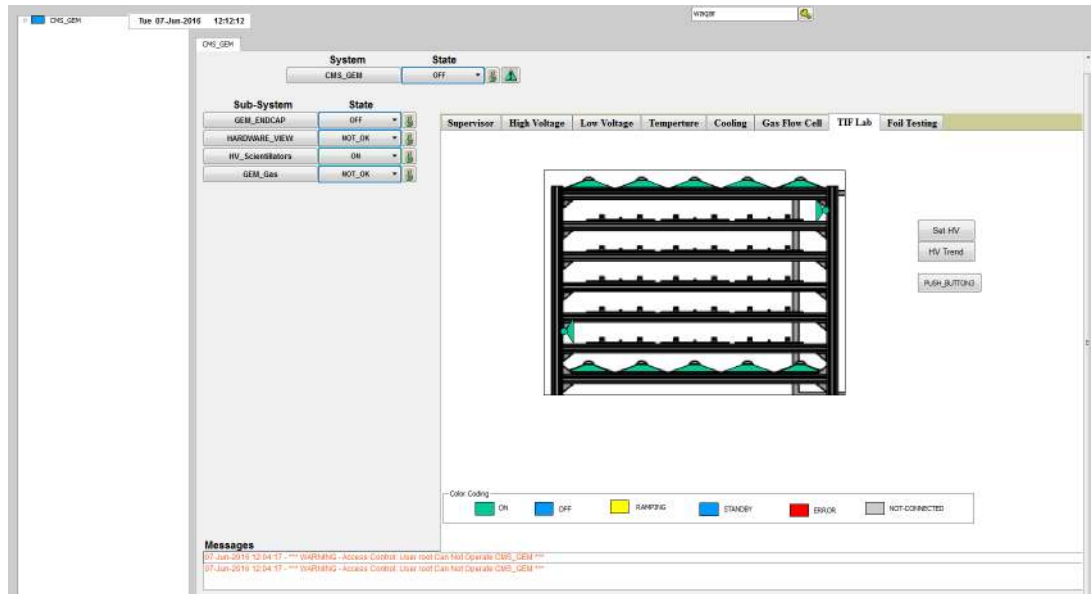 CMS_GEM
Tue 07-Jun-2016 12:12:12
waqar
CMS_GEM
System State
CMS_GEM OFF
Sub-System State
GEM_ENDCAP OFF
HARDWARE_VIEW NOT_OK
HV_Scientillators ON
GEM_Gas NOT_OK
Supervisor High Voltage Low Voltage Temperture Cooling Gas Flow Cell TIF Lab Foil Testing
Set HV
HV Trend
PUSH_BUTTON3
Color Coding
ON OFF RAMPING STANDBY ERROR NOT-CONNECTED
Messages
07-Jun-2016 12:04:17 - *** WARNING - Access Control: User root Can Not Operate CMS_GEM ***
07-Jun-2016 12:04:17 - *** WARNING - Access Control: User root Can Not Operate CMS_GEM ***